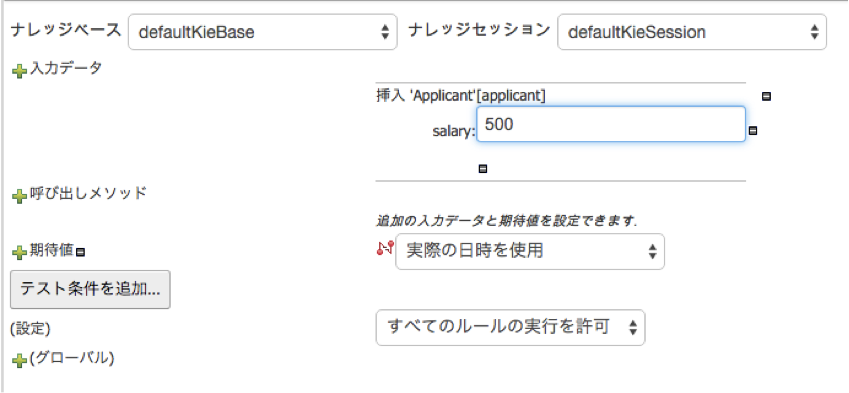 ナレッジベース defaultKieBase ナレッジセッション defaultKieSession
入力データ
挿入 'Applicant'[applicant]
salary: 500
呼び出しメソッド
追加の入力データと期待値を設定できます.
期待値 実際の日時を使用
テスト条件を追加...
(設定) すべてのルールの実行を許可
(グローバル)